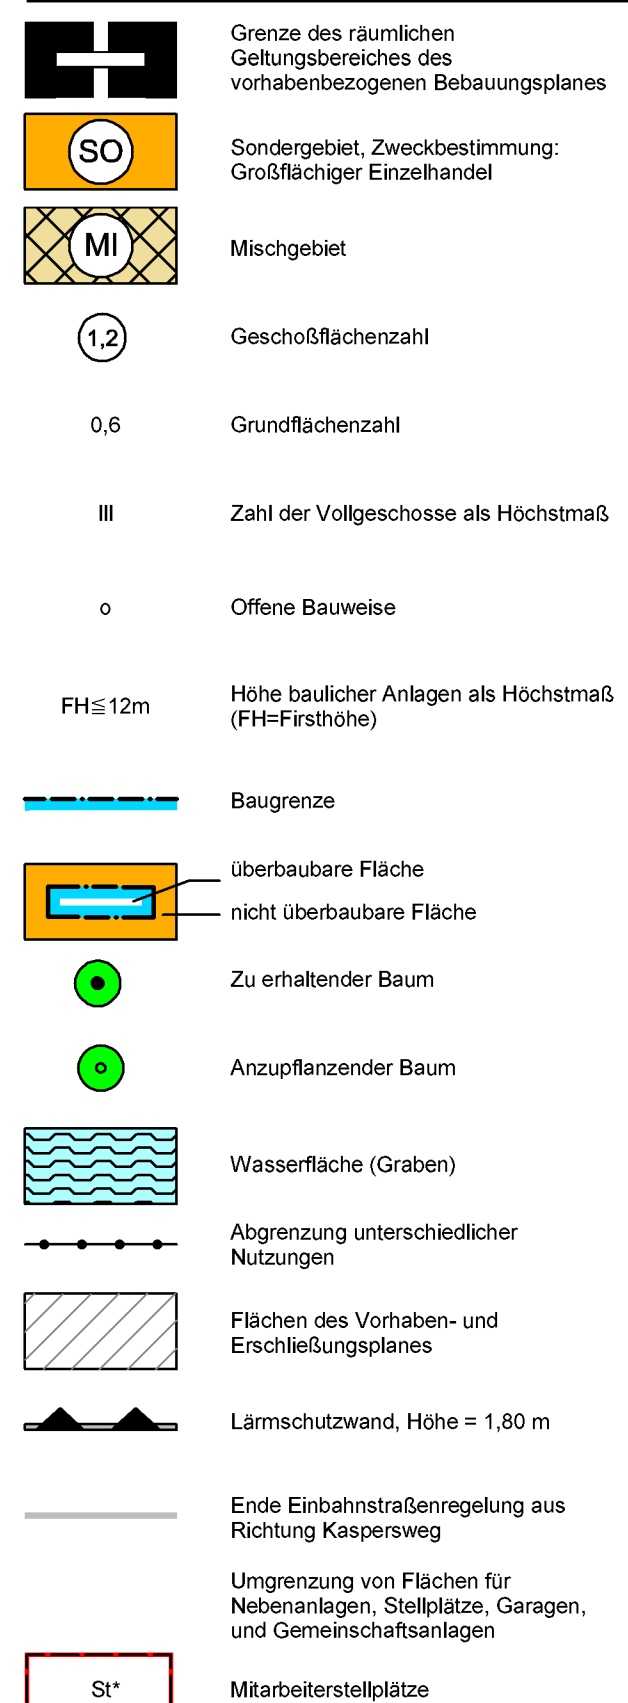 Grenze des räumlichen
Geltungsbereiches des
vorhabenbezogenen Bebauungsplanes
SO
Sondergebiet, Zweckbestimmung:
Großflächiger Einzelhandel
MI
Mischgebiet
1,2
Geschoßflächenzahl
0,6
Grundflächenzahl
III
Zahl der Vollgeschosse als Höchstmaß
o
Offene Bauweise
FH≦12m
Höhe baulicher Anlagen als Höchstmaß
(FH=Firsthöhe)
Baugrenze
überbaubare Fläche
nicht überbaubare Fläche
Zu erhaltender Baum
Anzupflanzender Baum
Wasserfläche (Graben)
Abgrenzung unterschiedlicher
Nutzungen
Flächen des Vorhaben- und
Erschließungsplanes
Lärmschutzwand, Höhe = 1,80 m
Ende Einbahnstraßenregelung aus
Richtung Kaspersweg
Umgrenzung von Flächen für
Nebenanlagen, Stellplätze, Garagen,
und Gemeinschaftsanlagen
St*
Mitarbeiterstellplätze